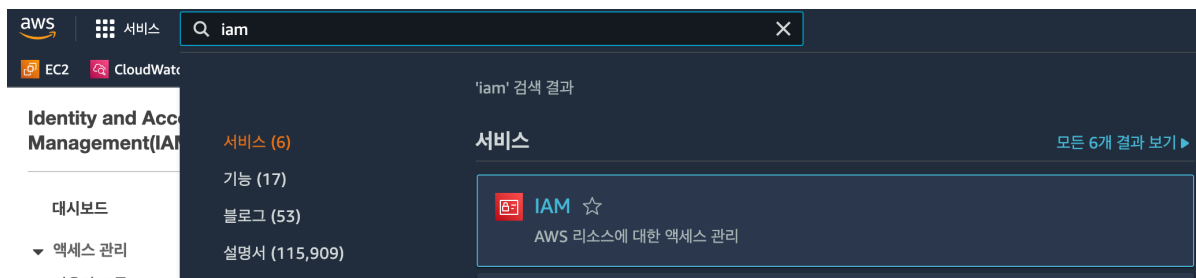 aws
서비스
iam
EC2
CloudWatc
'iam' 검색 결과
Identity and Acc
Management(IAM
서비스 (6)
기능 (17)
블로그 (53)
설명서 (115,909)
서비스
모든 6개 결과 보기
IAM
AWS 리소스에 대한 액세스 관리
대시보드
액세스 관리